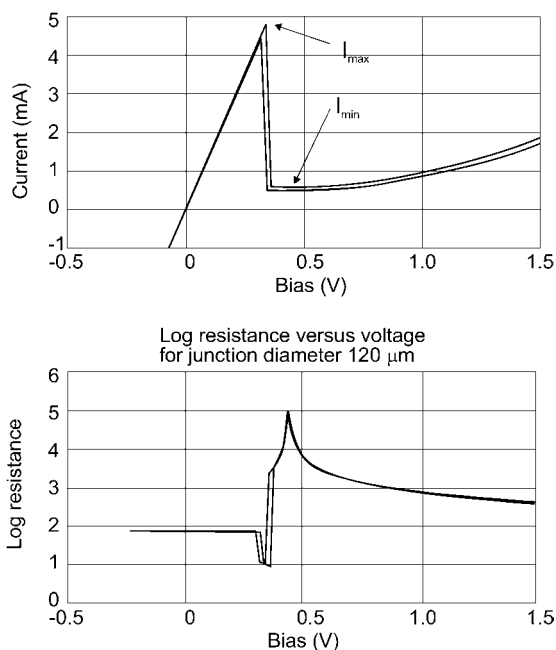 5
4
3
2
1
0
-1
Current (mA)
I max
I min
-0.5 0 0.5 1.0 1.5
Bias (V)
Log resistance versus voltage
for junction diameter 120 μm
6
5
4
3
2
1
0
Log resistance
-0.5 0 0.5 1.0 1.5
Bias (V)